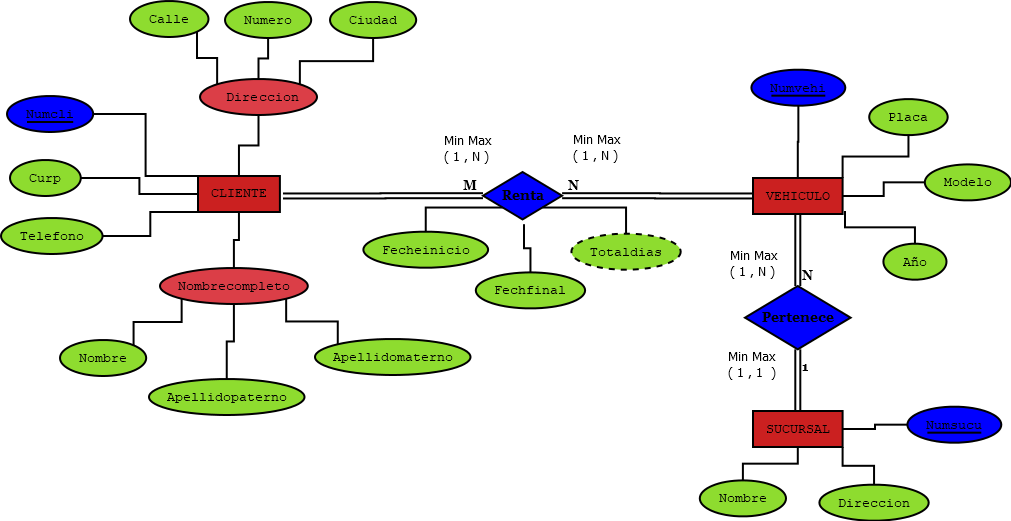 Calle
Numero
Ciudad
Direccion
Numcli
Curp
Telefono
CLIENTE
Nombrecompleto
Nombre
Apellidopaterno
Apellidomaterno
Min Max
( 1 , N )
M
Renta
Min Max
( 1 , N )
N
Fecheinicio
Fechfinal
Totaldias
Numvehi
Placa
Modelo
Año
VEHICULO
Min Max
( 1 , N )
N
Pertenece
Min Max
( 1 , 1 )
1
SUCURSAL
Numsucu
Nombre
Direccion